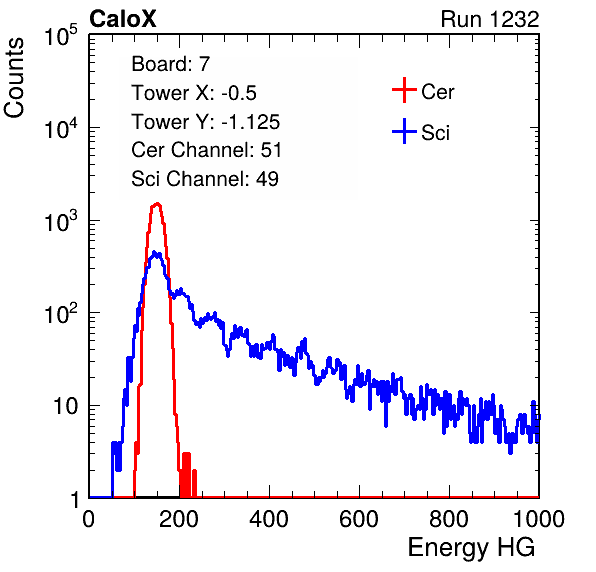 CaloX Run 1232
Counts
Board: 7
Tower X: -0.5
Tower Y: -1.125
Cer Channel: 51
Sci Channel: 49
Cer
Sci
10^5
10^4
10^3
10^2
10
1
0 200 400 600 800 1000
Energy HG